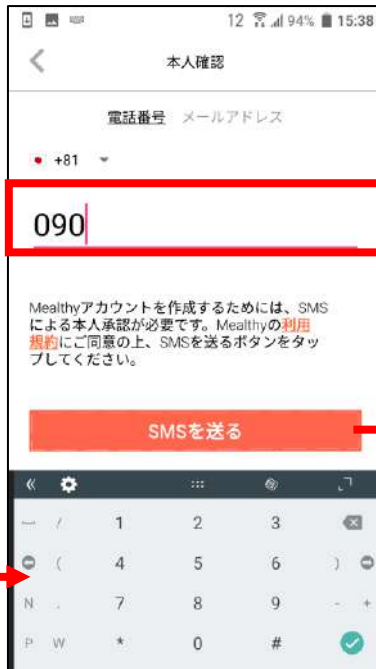 12 94% 15:38
本人確認
電話番号 メールアドレス
+81
090
Mealthyアカウントを作成するためには、SMS
による本人承認が必要です。Mealthyの利用
規約にご同意の上、SMSを送るボタンをタッ
プしてください。
SMSを送る
/ 1 2 3
( 4 5 6 )
N . 7 8 9 - +
P W * 0 #